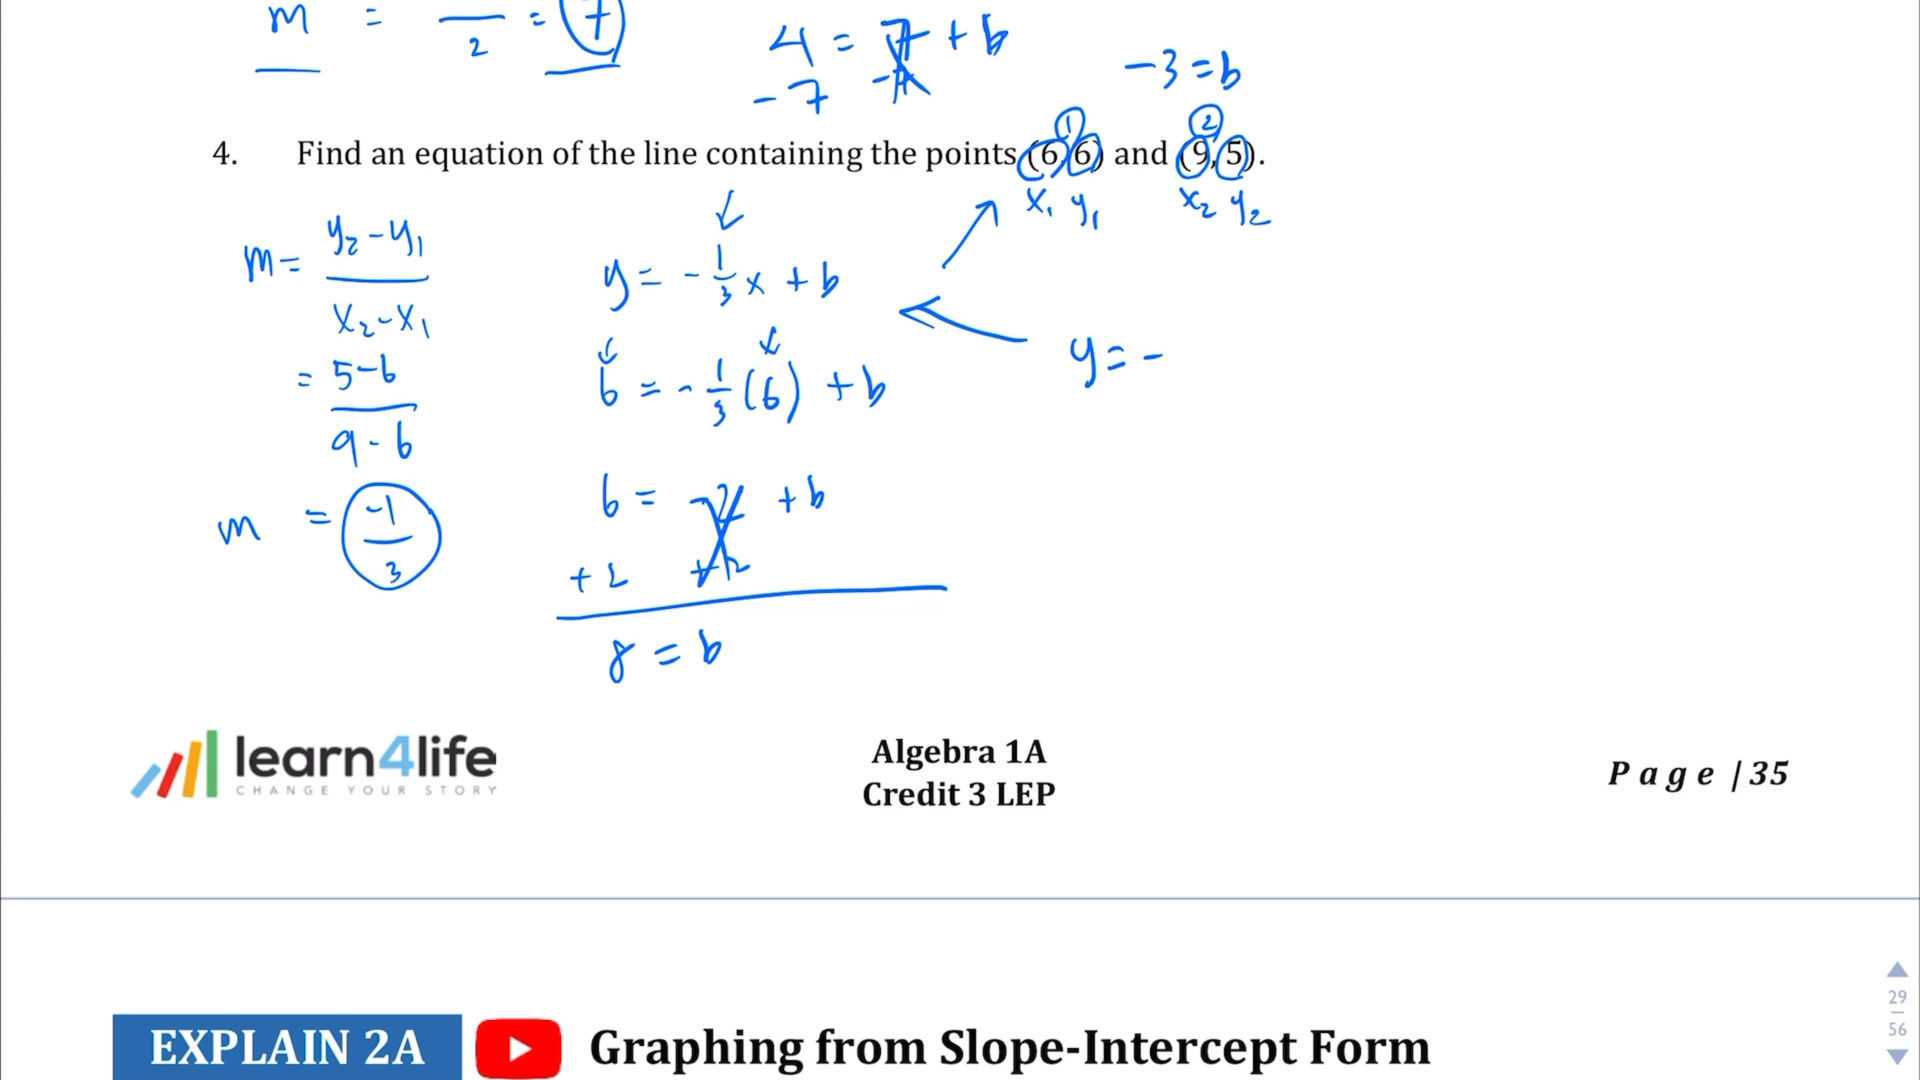 m = — = 7
2
4 = 7 + b
-7 -7
-3 = b
1 2
4. Find an equation of the line containing the points (6,6) and (9,5).
x₁ y₁ x₂ y₂
m = y₂-y₁
x₂-x₁
= 5-6
9-6
m = -1
3
y = -1/3 x + b
6 = -1/3 (6) + b
6 = -2 + b
+2 +2
8 = b
y = -
learn4life
CHANGE YOUR STORY
Algebra 1A
Credit 3 LEP
Page |35
EXPLAIN 2A Graphing from Slope-Intercept Form
29
56